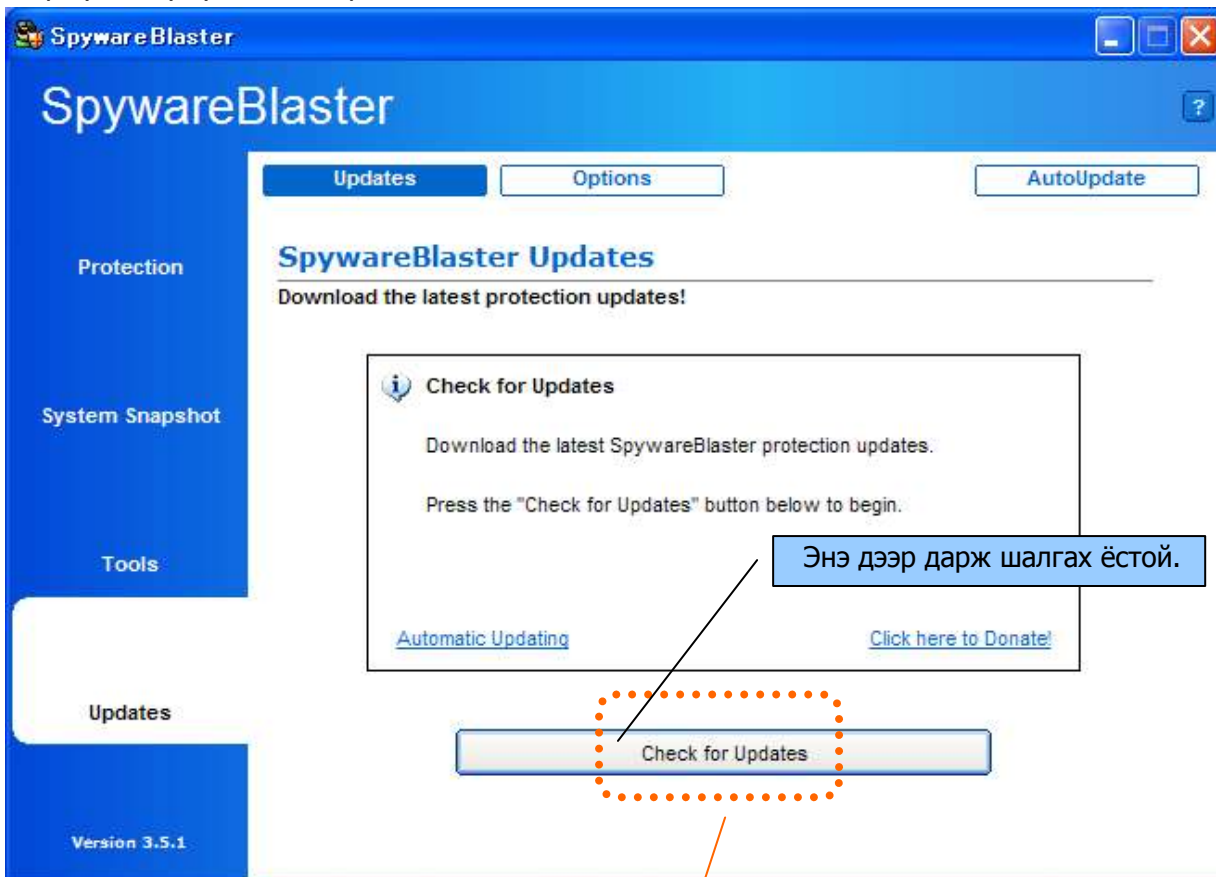 SpywareBlaster
SpywareBlaster
?
Updates Options AutoUpdate
Protection
SpywareBlaster Updates
Download the latest protection updates!
Check for Updates
System Snapshot
Download the latest SpywareBlaster protection updates.
Press the "Check for Updates" button below to begin.
Энэ дээр дарж шалгах ёстой.
Tools
Automatic Updating Click here to Donate!
Updates
Check for Updates
Version 3.5.1